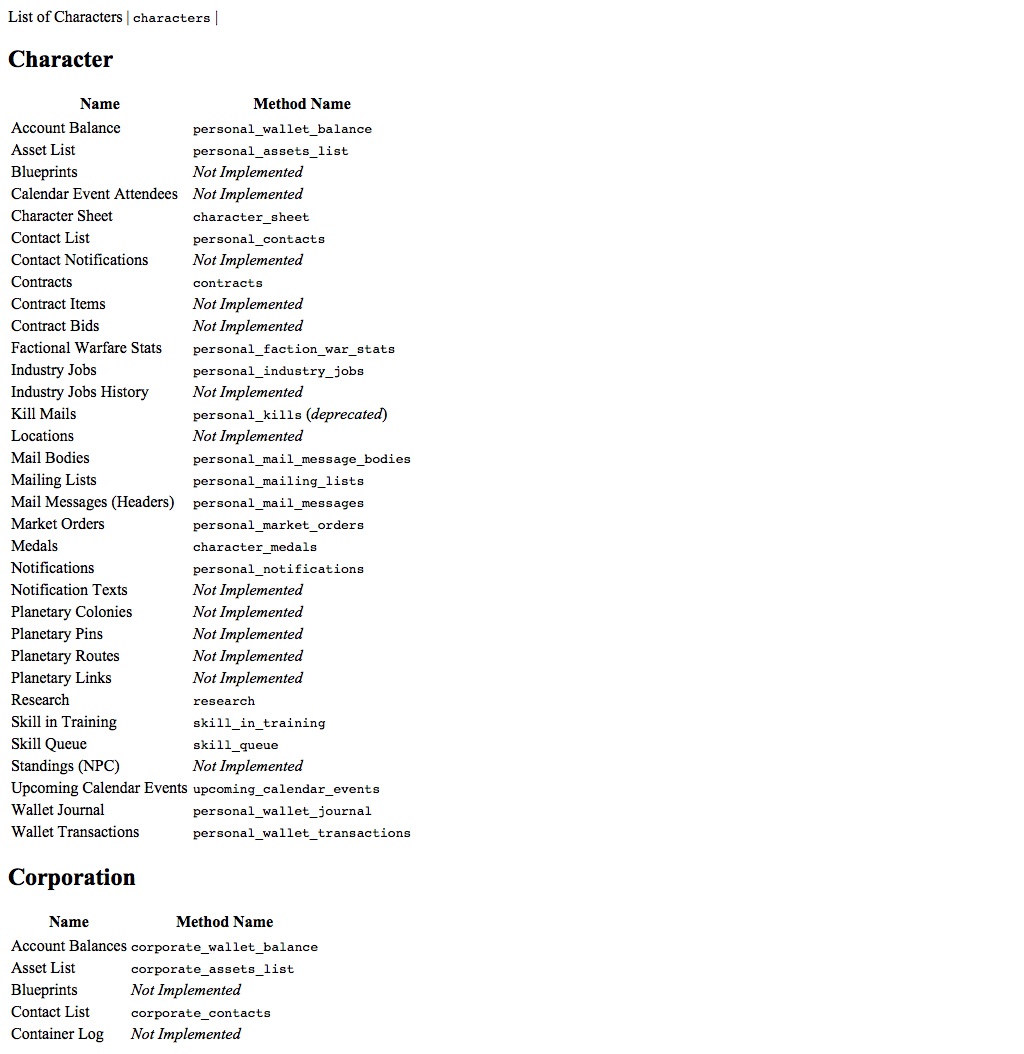 List of Characters | characters |
Character
Name Method Name
Account Balance personal_wallet_balance
Asset List personal_assets_list
Blueprints Not Implemented
Calendar Event Attendees Not Implemented
Character Sheet character_sheet
Contact List personal_contacts
Contact Notifications Not Implemented
Contracts contracts
Contract Items Not Implemented
Contract Bids Not Implemented
Factional Warfare Stats personal_faction_war_stats
Industry Jobs personal_industry_jobs
Industry Jobs History Not Implemented
Kill Mails personal_kills (deprecated)
Locations Not Implemented
Mail Bodies personal_mail_message_bodies
Mailing Lists personal_mailing_lists
Mail Messages (Headers) personal_mail_messages
Market Orders personal_market_orders
Medals character_medals
Notifications personal_notifications
Notification Texts Not Implemented
Planetary Colonies Not Implemented
Planetary Pins Not Implemented
Planetary Routes Not Implemented
Planetary Links Not Implemented
Research research
Skill in Training skill_in_training
Skill Queue skill_queue
Standings (NPC) Not Implemented
Upcoming Calendar Events upcoming_calendar_events
Wallet Journal personal_wallet_journal
Wallet Transactions personal_wallet_transactions
Corporation
Name Method Name
Account Balances corporate_wallet_balance
Asset List corporate_assets_list
Blueprints Not Implemented
Contact List corporate_contacts
Container Log Not Implemented